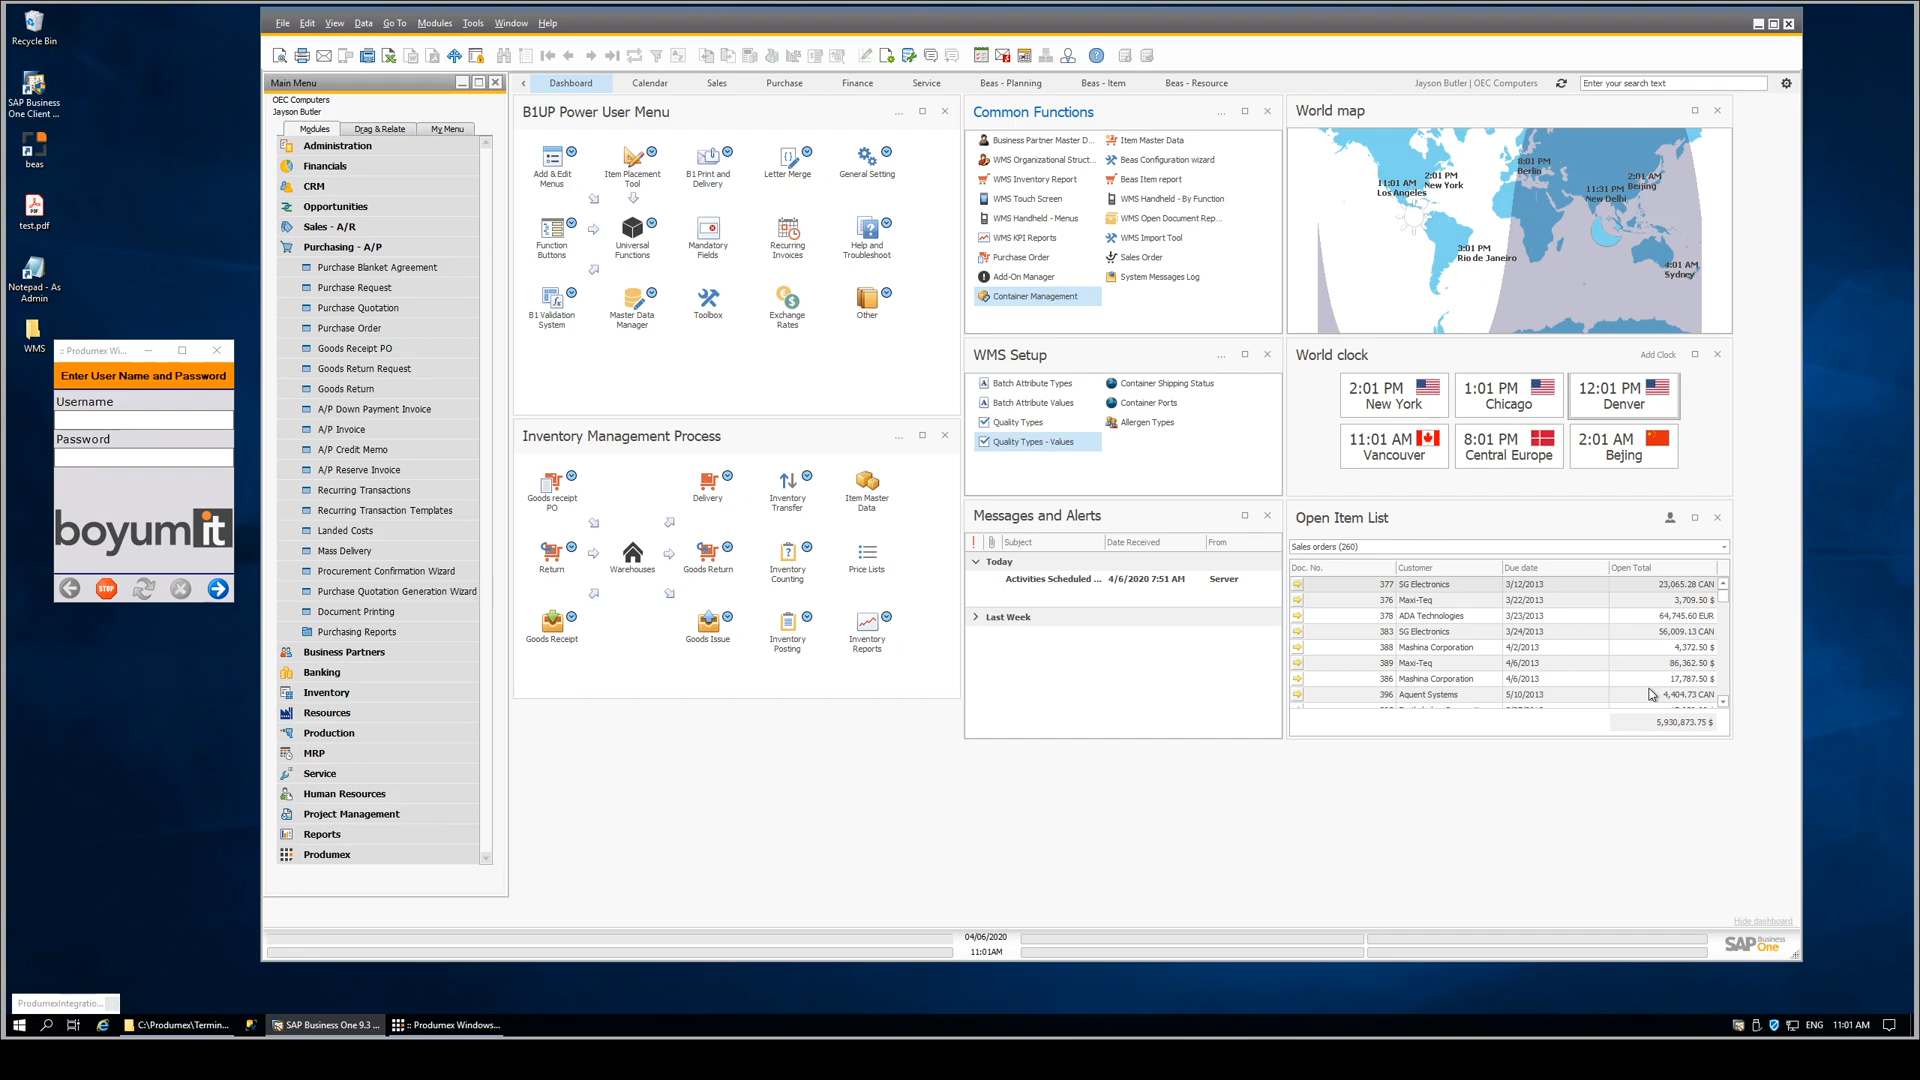 Recycle Bin
SAP Business
One Client ...
beas
test.pdf
Notepad - As
Admin
WMS
:: Produmex Wi...
Enter User Name and Password
Username
Password
boyumit
STOP
ProdumexIntegratio...
File Edit View Data Go To Modules Tools Window Help
Main Menu
OEC Computers
Jayson Butler
Modules Drag & Relate My Menu
Administration
Financials
CRM
Opportunities
Sales - A/R
Purchasing - A/P
Purchase Blanket Agreement
Purchase Request
Purchase Quotation
Purchase Order
Goods Receipt PO
Goods Return Request
Goods Return
A/P Down Payment Invoice
A/P Invoice
A/P Credit Memo
A/P Reserve Invoice
Recurring Transactions
Recurring Transaction Templates
Landed Costs
Mass Delivery
Procurement Confirmation Wizard
Purchase Quotation Generation Wizard
Document Printing
Purchasing Reports
Business Partners
Banking
Inventory
Resources
Production
MRP
Service
Human Resources
Project Management
Reports
Produmex
Dashboard Calendar Sales Purchase Finance Service Beas - Planning Beas - Item Beas - Resource
Jayson Butler | OEC Computers
Enter your search text
B1UP Power User Menu
Add & Edit
Menus
Item Placement
Tool
B1 Print and
Delivery
Letter Merge
General Setting
Function
Buttons
Universal
Functions
Mandatory
Fields
Recurring
Invoices
Help and
Troubleshoot
B1 Validation
System
Master Data
Manager
Toolbox
Exchange
Rates
Other
Inventory Management Process
Goods receipt
PO
Delivery
Inventory
Transfer
Item Master
Data
Return
Warehouses
Goods Return
Inventory
Counting
Price Lists
Goods Receipt
Goods Issue
Inventory
Posting
Inventory
Reports
Common Functions
Business Partner Master D... Item Master Data
WMS Organizational Struct... Beas Configuration wizard
WMS Inventory Report Beas Item report
WMS Touch Screen WMS Handheld - By Function
WMS Handheld - Menus WMS Open Document Rep...
WMS KPI Reports WMS Import Tool
Purchase Order Sales Order
Add-On Manager System Messages Log
Container Management
WMS Setup
Batch Attribute Types Container Shipping Status
Batch Attribute Values Container Ports
Quality Types Allergen Types
Quality Types - Values
Messages and Alerts
Subject Date Received From
Today
Activities Scheduled ... 4/6/2020 7:51 AM Server
Last Week
World map
8:01 PM
Berlin
11:01 AM
Los Angeles
2:01 PM
New York
2:01 AM
Beijing
11:31 PM
New Delhi
3:01 PM
Rio de Janeiro
4:01 AM
Sydney
World clock
Add Clock
2:01 PM
New York
1:01 PM
Chicago
12:01 PM
Denver
11:01 AM
Vancouver
8:01 PM
Central Europe
2:01 AM
Bejing
Open Item List
Sales orders (260)
Doc. No. Customer Due date Open Total
377 SG Electronics 3/12/2013 23,065.28 CAN
376 Maxi-Teq 3/22/2013 3,709.50 $
378 ADA Technologies 3/23/2013 64,745.60 EUR
383 SG Electronics 3/24/2013 56,009.13 CAN
388 Mashina Corporation 4/2/2013 4,372.50 $
389 Maxi-Teq 4/6/2013 86,362.50 $
386 Mashina Corporation 4/6/2013 17,787.50 $
396 Aquent Systems 5/10/2013 4,404.73 CAN
5,930,873.75 $
Hide dashboard
04/06/2020
11:01AM
SAP Business One
C:\Produmex\Termin...
SAP Business One 9.3 ...
:: Produmex Windows...
ENG 11:01 AM